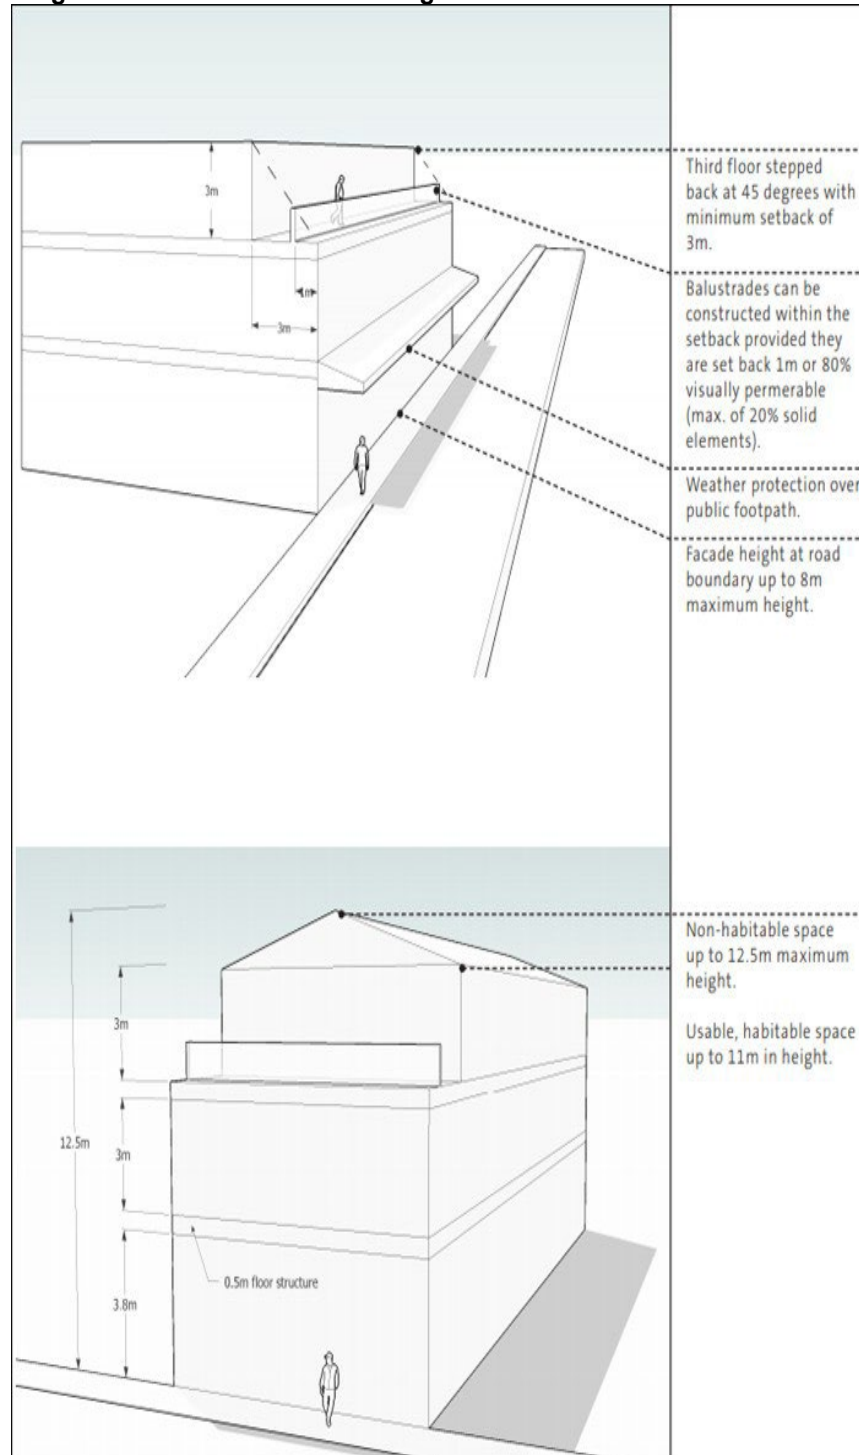 3m
1m
3m
Third floor stepped
back at 45 degrees with
minimum setback of
3m.
Balustrades can be
constructed within the
setback provided they
are set back 1m or 80%
visually permerable
(max. of 20% solid
elements).
Weather protection over
public footpath.
Facade height at road
boundary up to 8m
maximum height.
3m
12.5m
3m
0.5m floor structure
3.8m
Non-habitable space
up to 12.5m maximum
height.
Usable, habitable space
up to 11m in height.